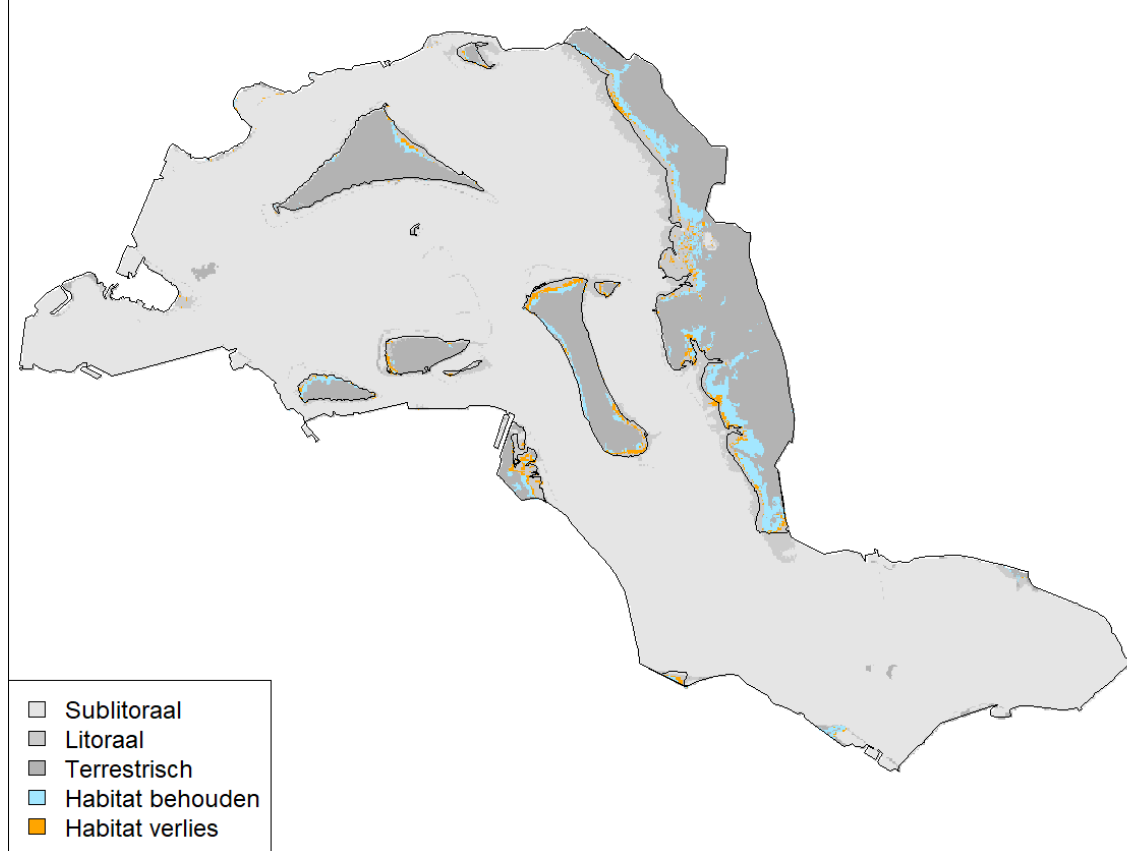 Sublitoraal
Litoraal
Terrestrisch
Habitat behouden
Habitat verlies